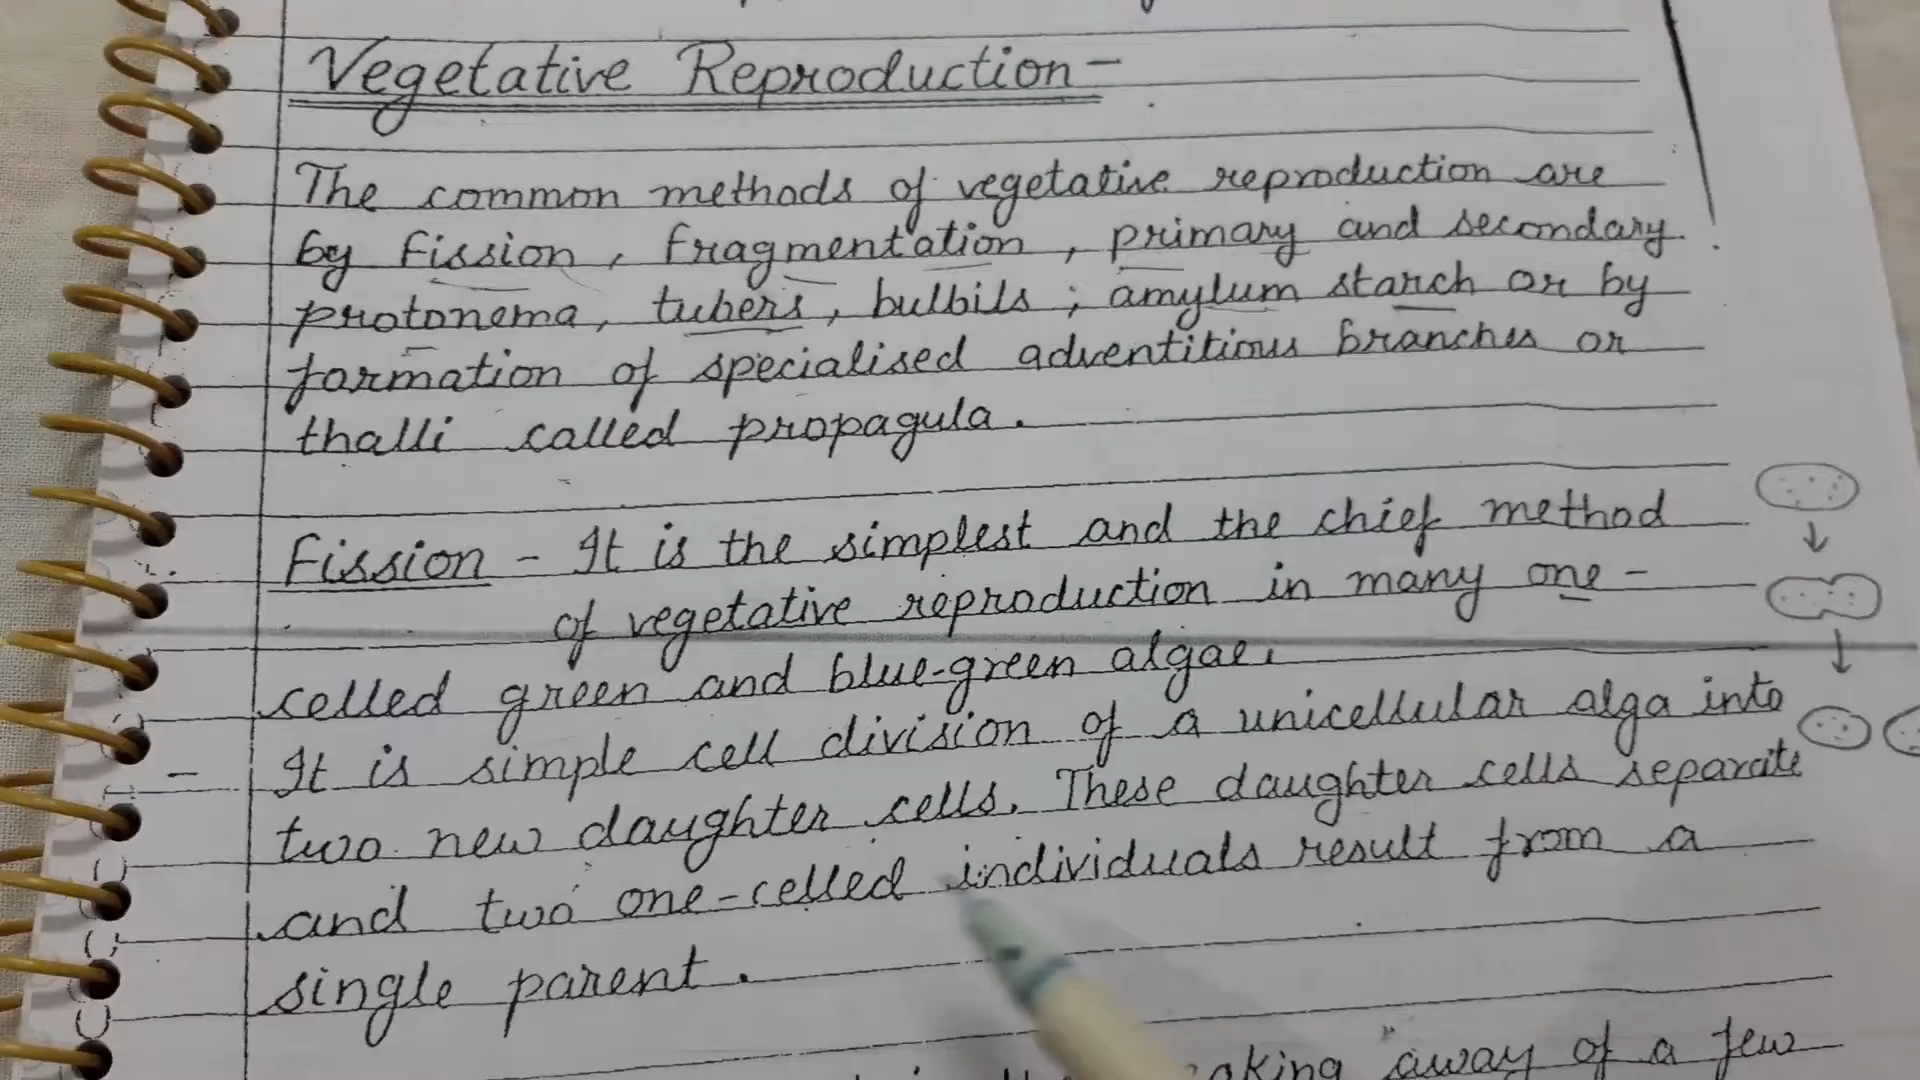 Vegetative Reproduction -
The common methods of vegetative reproduction are
by fission, fragmentation, primary and secondary
protonema, tubers, bulbils, amylum starch or by
formation of specialised adventitious branches or
thalli called propagula.
Fission - It is the simplest and the chief method
of vegetative reproduction in many one-
celled green and blue-green algae.
- It is simple cell division of a unicellular alga into
two new daughter cells. These daughter cells separate
and two one-celled individuals result from a
single parent.
away of a few